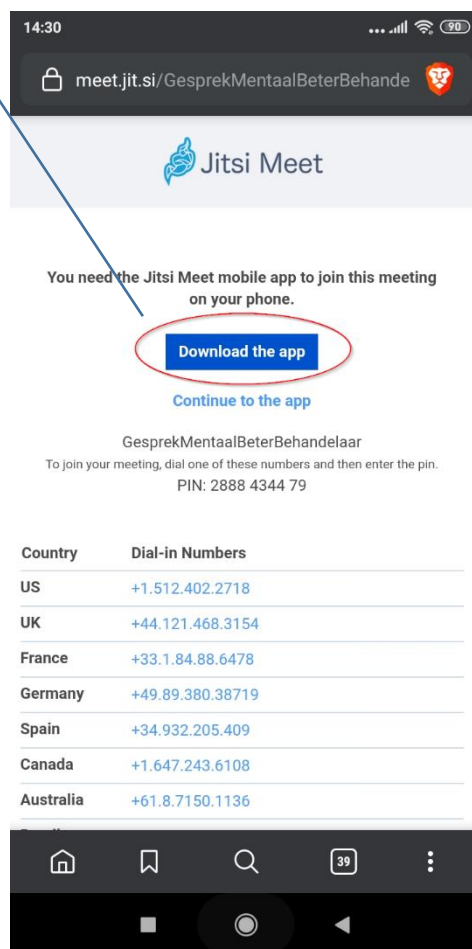 14:30
90
meet.jit.si/GesprekMentaalBeterBehande
Jitsi Meet
You need the Jitsi Meet mobile app to join this meeting
on your phone.
Download the app
Continue to the app
GesprekMentaalBeterBehandelaar
To join your meeting, dial one of these numbers and then enter the pin.
PIN: 2888 4344 79
Country Dial-in Numbers
US +1.512.402.2718
UK +44.121.468.3154
France +33.1.84.88.6478
Germany +49.89.380.38719
Spain +34.932.205.409
Canada +1.647.243.6108
Australia +61.8.7150.1136
39